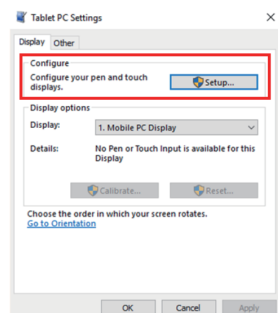 Tablet PC Settings
Display Other
Configure
Configure your pen and touch
displays.
Setup...
Display options
Display:
1. Mobile PC Display
Details:
No Pen or Touch Input is available for this
Display
Calibrate...
Reset...
Choose the order in which your screen rotates.
Go to Orientation
OK Cancel Apply